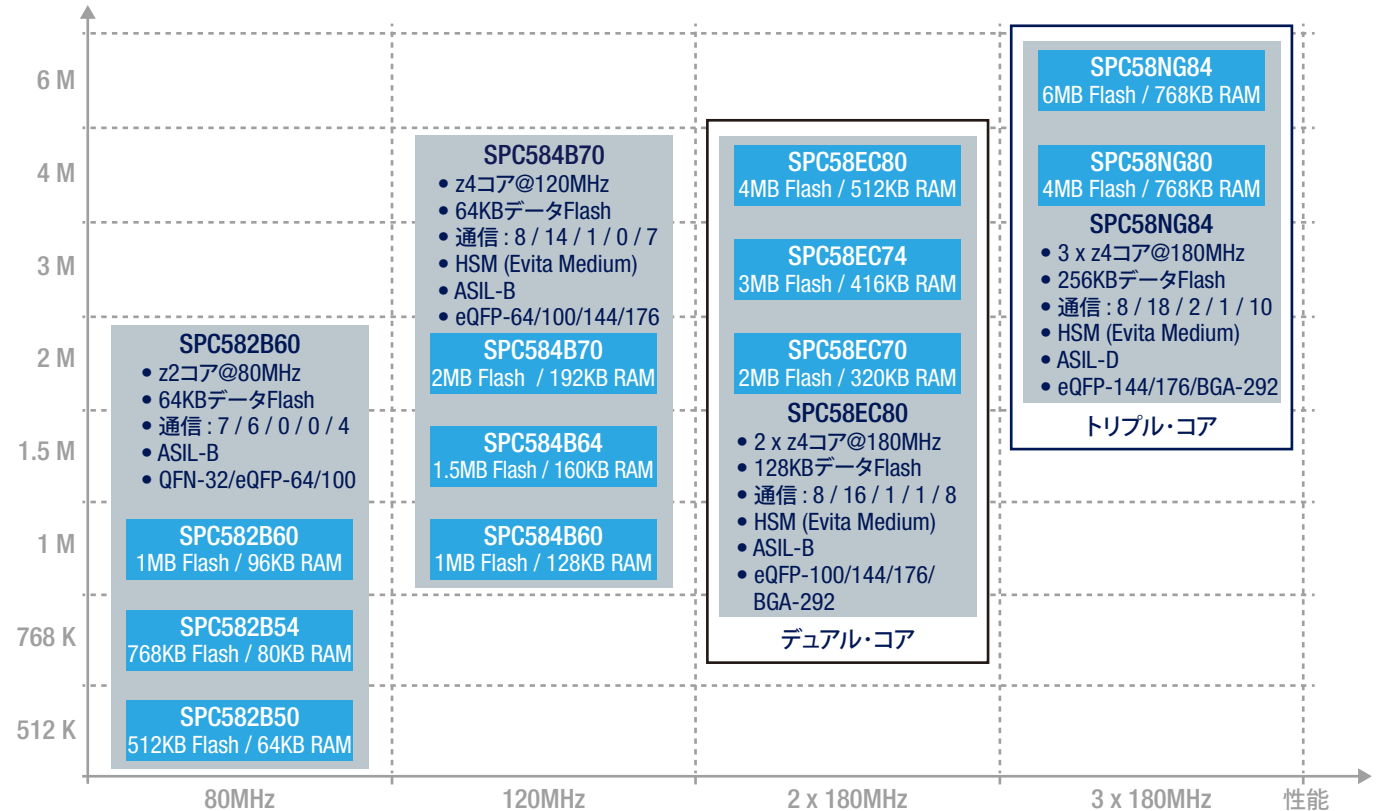 6 M
4 M
3 M
2 M
1.5 M
1 M
768 K
512 K
SPC582B60
• z2コア@80MHz
• 64KBデータFlash
• 通信 : 7 / 6 / 0 / 0 / 4
• ASIL-B
• QFN-32/eQFP-64/100
SPC582B60
1MB Flash / 96KB RAM
SPC582B54
768KB Flash / 80KB RAM
SPC582B50
512KB Flash / 64KB RAM
SPC584B70
• z4コア@120MHz
• 64KBデータFlash
• 通信 : 8 / 14 / 1 / 0 / 7
• HSM (Evita Medium)
• ASIL-B
• eQFP-64/100/144/176
SPC584B70
2MB Flash / 192KB RAM
SPC584B64
1.5MB Flash / 160KB RAM
SPC584B60
1MB Flash / 128KB RAM
SPC58EC80
4MB Flash / 512KB RAM
SPC58EC74
3MB Flash / 416KB RAM
SPC58EC70
2MB Flash / 320KB RAM
SPC58EC80
• 2 x z4コア@180MHz
• 128KBデータFlash
• 通信 : 8 / 16 / 1 / 1 / 8
• HSM (Evita Medium)
• ASIL-B
• eQFP-100/144/176/
BGA-292
デュアル・コア
SPC58NG84
6MB Flash / 768KB RAM
SPC58NG80
4MB Flash / 768KB RAM
SPC58NG84
• 3 x z4コア@180MHz
• 256KBデータFlash
• 通信 : 8 / 18 / 2 / 1 / 10
• HSM (Evita Medium)
• ASIL-D
• eQFP-144/176/BGA-292
トリプル・コア
80MHz
120MHz
2 x 180MHz
3 x 180MHz
性能